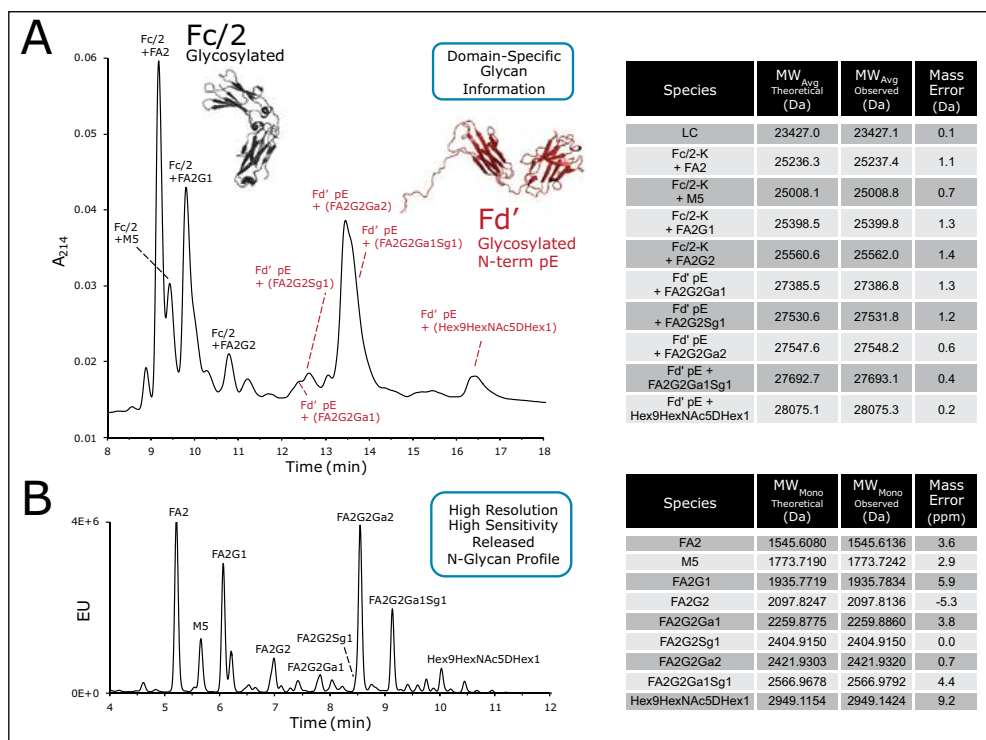 A
Fc/2
+FA2
Fc/2
Glycosylated
Domain-Specific
Glycan
Information
Fc/2
+FA2G1
Fc/2
+M5
Fc/2
+FA2G2
Fd' pE
+ (FA2G2Ga2)
Fd' pE
+ (FA2G2Ga1Sg1)
Fd' pE
+ (FA2G2Sg1)
Fd' pE
+ (FA2G2Ga1)
Fd'
Glycosylated
N-term pE
Fd' pE
+ (Hex9HexNAc5DHex1)
A214
0.06
0.05
0.04
0.03
0.02
0.01
8 9 10 11 12 13 14 15 16 17 18
Time (min)
Species MWAvg Theoretical (Da) MWAvg Observed (Da) Mass Error (Da)
LC 23427.0 23427.1 0.1
Fc/2-K + FA2 25236.3 25237.4 1.1
Fc/2-K + M5 25008.1 25008.8 0.7
Fc/2-K + FA2G1 25398.5 25399.8 1.3
Fc/2-K + FA2G2 25560.6 25562.0 1.4
Fd' pE + FA2G2Ga1 27385.5 27386.8 1.3
Fd' pE + FA2G2Sg1 27530.6 27531.8 1.2
Fd' pE + FA2G2Ga2 27547.6 27548.2 0.6
Fd' pE + FA2G2Ga1Sg1 27692.7 27693.1 0.4
Fd' pE + Hex9HexNAc5DHex1 28075.1 28075.3 0.2
B
High Resolution
High Sensitivity
Released
N-Glycan Profile
FA2
M5
FA2G1
FA2G2
FA2G2Ga1
FA2G2Sg1
FA2G2Ga2
FA2G2Ga1Sg1
Hex9HexNAc5DHex1
EU
4E+6
0E+0
4 5 6 7 8 9 10 11 12
Time (min)
Species MWMono Theoretical (Da) MWMono Observed (Da) Mass Error (ppm)
FA2 1545.6080 1545.6136 3.6
M5 1773.7190 1773.7242 2.9
FA2G1 1935.7719 1935.7834 5.9
FA2G2 2097.8247 2097.8136 -5.3
FA2G2Ga1 2259.8775 2259.8860 3.8
FA2G2Sg1 2404.9150 2404.9150 0.0
FA2G2Ga2 2421.9303 2421.9320 0.7
FA2G2Ga1Sg1 2566.9678 2566.9792 4.4
Hex9HexNAc5DHex1 2949.1154 2949.1424 9.2